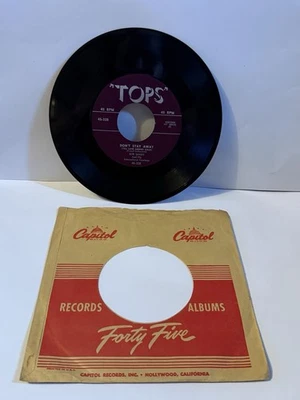 "TOPS"
45 RPM
45 RPM
DON'T STAY AWAY
Capitol
Capitol
RECORDS
ALBUMS
Forty Five
CAPITOL RECORDS, INC. • HOLLYWOOD, CALIFORNIA